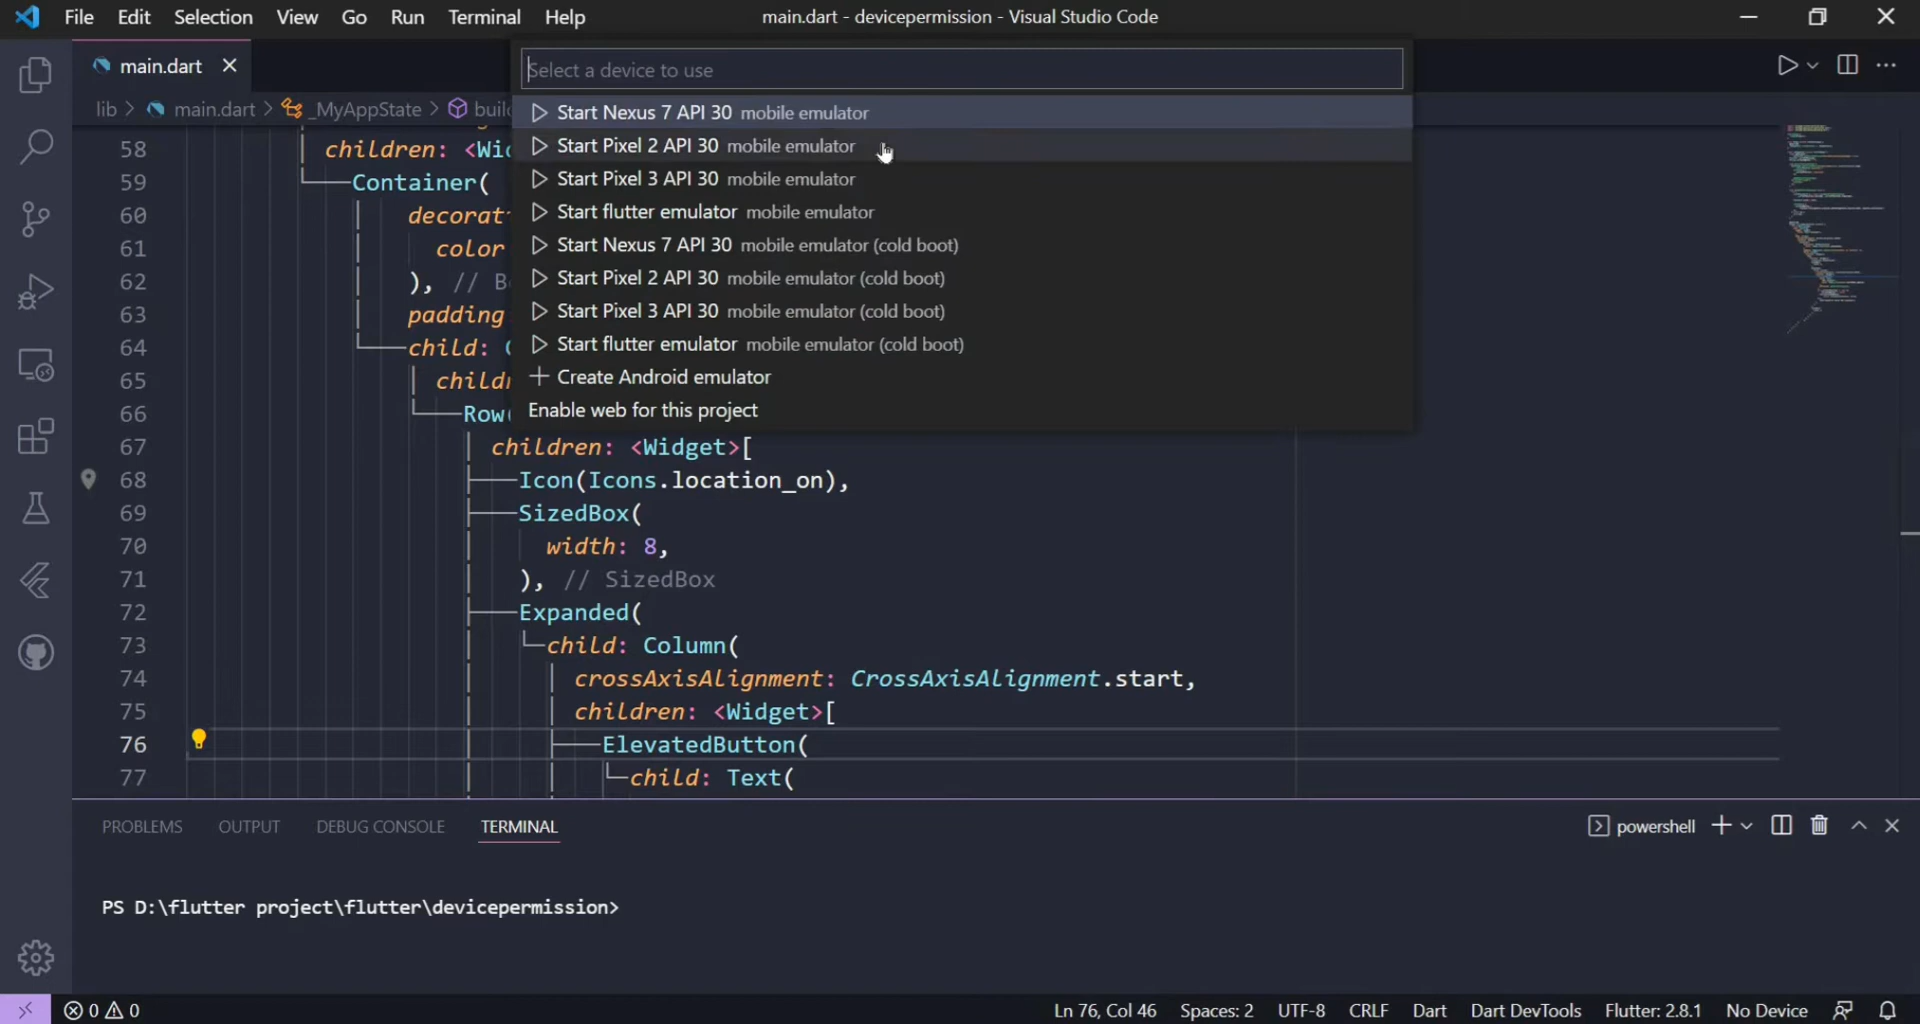 File Edit Selection View Go Run Terminal Help
main.dart - devicepermission - Visual Studio Code
main.dart
Select a device to use
lib > main.dart > _MyAppState > build
Start Nexus 7 API 30 mobile emulator
Start Pixel 2 API 30 mobile emulator
Start Pixel 3 API 30 mobile emulator
Start flutter emulator mobile emulator
Start Nexus 7 API 30 mobile emulator (cold boot)
Start Pixel 2 API 30 mobile emulator (cold boot)
Start Pixel 3 API 30 mobile emulator (cold boot)
Start flutter emulator mobile emulator (cold boot)
Create Android emulator
Enable web for this project
58 children: <Wid
59 Container(
60 decorat
61 color
62 ), // B
63 padding
64 child:
65 childr
66 Row(
67 children: <Widget>[
68 Icon(Icons.location_on),
69 SizedBox(
70 width: 8,
71 ), // SizedBox
72 Expanded(
73 child: Column(
74 crossAxisAlignment: CrossAxisAlignment.start,
75 children: <Widget>[
76 ElevatedButton(
77 child: Text(
PROBLEMS OUTPUT DEBUG CONSOLE TERMINAL
powershell
PS D:\flutter project\flutter\devicepermission>
0 0
Ln 76, Col 46 Spaces: 2 UTF-8 CRLF Dart Dart DevTools Flutter: 2.8.1 No Device